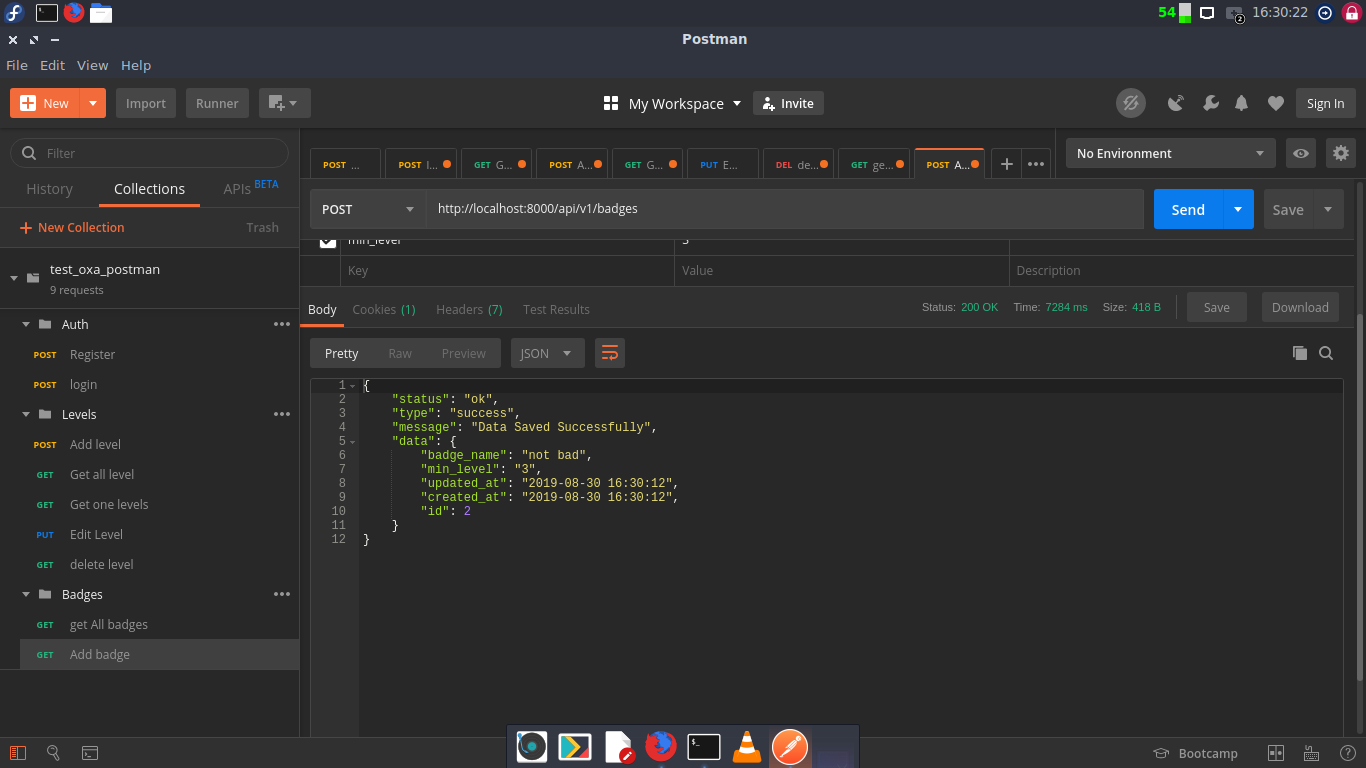 54 2 16:30:22
Postman
File Edit View Help
New Import Runner My Workspace Invite Sign In
Filter
History Collections APIs BETA
New Collection Trash
test_oxa_postman
9 requests
Auth
POST Register
POST login
Levels
POST Add level
GET Get all level
GET Get one levels
PUT Edit Level
GET delete level
Badges
GET get All badges
GET Add badge
POST ... POST I... GET G... POST A... GET G... PUT E... DEL de... GET ge... POST A... No Environment
POST http://localhost:8000/api/v1/badges Send Save
min_level 3
Key Value Description
Body Cookies (1) Headers (7) Test Results Status: 200 OK Time: 7284 ms Size: 418 B Save Download
Pretty Raw Preview JSON
1 {
2 "status": "ok",
3 "type": "success",
4 "message": "Data Saved Successfully",
5 "data": {
6 "badge_name": "not bad",
7 "min_level": "3",
8 "updated_at": "2019-08-30 16:30:12",
9 "created_at": "2019-08-30 16:30:12",
10 "id": 2
11 }
12 }
Bootcamp